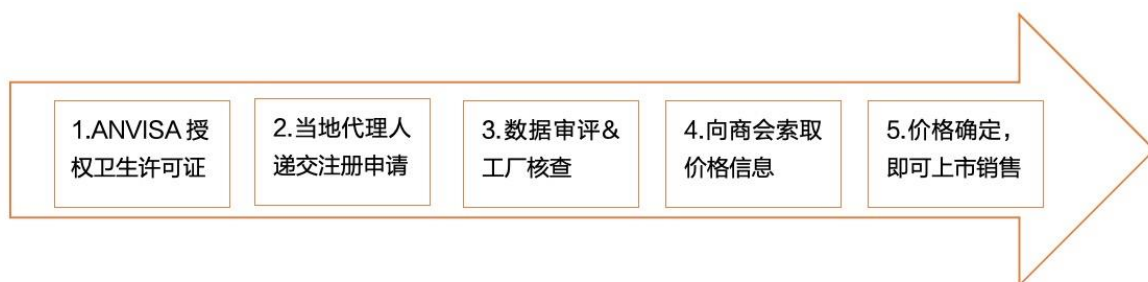 1.ANVISA 授
权卫生许可证
2.当地代理人
递交注册申请
3.数据审评&
工厂核查
4.向商会索取
价格信息
5.价格确定，
即可上市销售